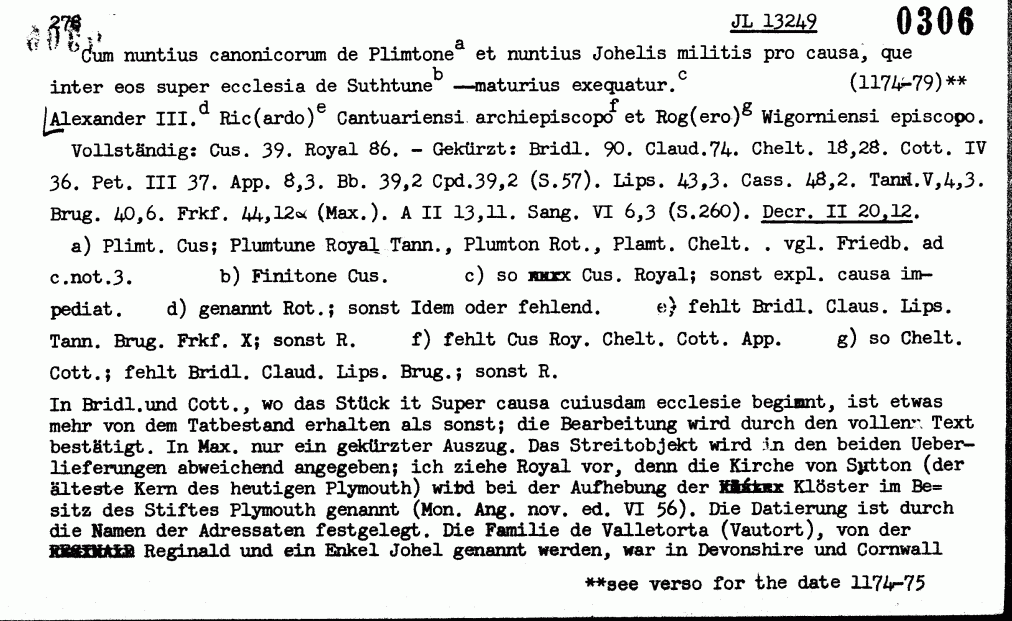 276 JL 13249 0306
Cum nuntius canonicorum de Plimtone^a et nuntius Johelis militis pro causa, que
inter eos super ecclesia de Suthtune^b —maturius exequatur.^c (1174-79)**
Alexander III.^d Ric(ardo)^e Cantuariensi archiepiscopo^f et Rog(ero)^g Wigorniensi episcopo.
Vollständig: Cus. 39. Royal 86. - Gekürzt: Bridl. 90. Claud.74. Chelt. 18,28. Cott. IV
36. Pet. III 37. App. 8,3. Bb. 39,2 Cpd.39,2 (S.57). Lips. 43,3. Cass. 48,2. Tann.V,4,3.
Brug. 40,6. Frkf. 44,12α (Max.). A II 13,11. Sang. VI 6,3 (S.260). Decr. II 20,12.
a) Plimt. Cus; Plumtune Royal Tann., Plumton Rot., Plamt. Chelt. . vgl. Friedb. ad
c.not.3. b) Finitone Cus. c) so Cus. Royal; sonst expl. causa im-
pediat. d) genannt Rot.; sonst Idem oder fehlend. e) fehlt Bridl. Claus. Lips.
Tann. Brug. Frkf. X; sonst R. f) fehlt Cus Roy. Chelt. Cott. App. g) so Chelt.
Cott.; fehlt Bridl. Claud. Lips. Brug.; sonst R.
In Bridl.und Cott., wo das Stück it Super causa cuiusdam ecclesie beginnt, ist etwas
mehr von dem Tatbestand erhalten als sonst; die Bearbeitung wird durch den vollen Text
bestätigt. In Max. nur ein gekürzter Auszug. Das Streitobjekt wird in den beiden Ueber-
lieferungen abweichend angegeben; ich ziehe Royal vor, denn die Kirche von Sutton (der
älteste Kern des heutigen Plymouth) wird bei der Aufhebung der Klöster im Be=
sitz des Stiftes Plymouth genannt (Mon. Ang. nov. ed. VI 56). Die Datierung ist durch
die Namen der Adressaten festgelegt. Die Familie de Valletorta (Vautort), von der
Reginald und ein Enkel Johel genannt werden, war in Devonshire und Cornwall
**see verso for the date 1174-75